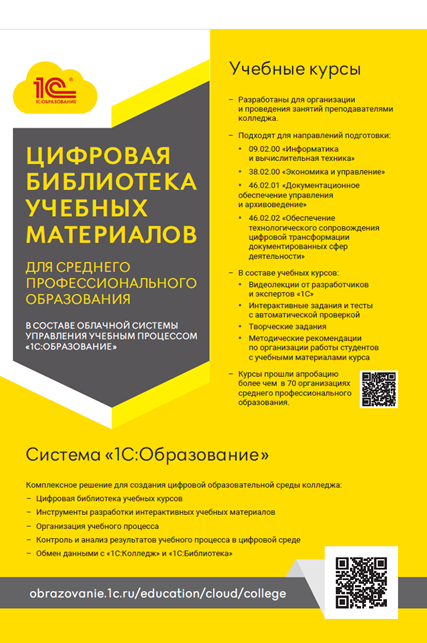 1С®
1С:ОБРАЗОВАНИЕ
ЦИФРОВАЯ
БИБЛИОТЕКА
УЧЕБНЫХ
МАТЕРИАЛОВ
ДЛЯ СРЕДНЕГО
ПРОФЕССИОНАЛЬНОГО
ОБРАЗОВАНИЯ
В СОСТАВЕ ОБЛАЧНОЙ СИСТЕМЫ
УПРАВЛЕНИЯ УЧЕБНЫМ ПРОЦЕССОМ
«1С:ОБРАЗОВАНИЕ»
Учебные курсы
– Разработаны для организации
и проведения занятий преподавателями
колледжа.
– Подходят для направлений подготовки:
• 09.02.00 «Информатика
и вычислительная техника»
• 38.02.00 «Экономика и управление»
• 46.02.01 «Документационное
обеспечение управления
и архивоведение»
• 46.02.02 «Обеспечение
технологического сопровождения
цифровой трансформации
документированных сфер
деятельности»
– В составе учебных курсов:
• Видеолекции от разработчиков
и экспертов «1С»
• Интерактивные задания и тесты
с автоматической проверкой
• Творческие задания
• Методические рекомендации
по организации работы студентов
с учебными материалами курса
– Курсы прошли апробацию
более чем в 70 организациях
среднего профессионального
образования.
Система «1С:Образование»
Комплексное решение для создания цифровой образовательной среды колледжа:
– Цифровая библиотека учебных курсов
– Инструменты разработки интерактивных учебных материалов
– Организация учебного процесса
– Контроль и анализ результатов учебного процесса в цифровой среде
– Обмен данными с «1С:Колледж» и «1С:Библиотека»
obrazovanie.1c.ru/education/cloud/college